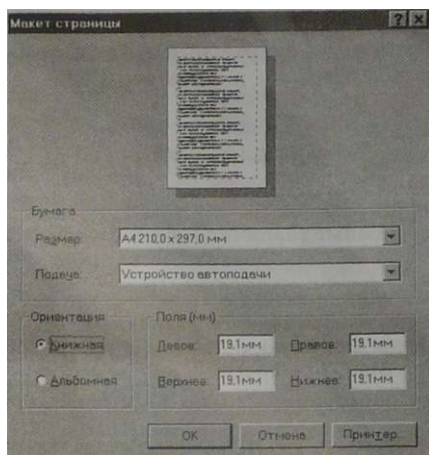 Макет страницы
Бумага
Размер: A4 210,0 x 297,0 мм
Подача: Устройство автоподачи
Ориентация
Книжная
Альбомная
Поля (мм)
Левое: 19,1мм Правое: 19,1мм
Верхнее: 19,1мм Нижнее: 19,1мм
OK Отмена Принтер...